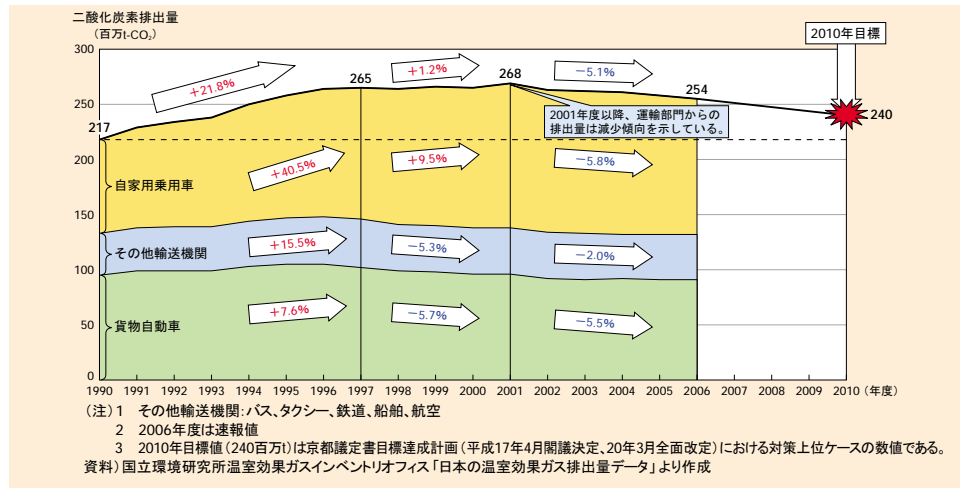 二酸化炭素排出量
（百万t-CO₂）
2010年目標
300
250
200
150
100
50
0
217
+21.8%
265
+1.2%
268
−5.1%
254
240
2001年度以降、運輸部門からの
排出量は減少傾向を示している。
自家用乗用車
+40.5%
+9.5%
−5.8%
その他輸送機関
+15.5%
−5.3%
−2.0%
貨物自動車
+7.6%
−5.7%
−5.5%
1990 1991 1992 1993 1994 1995 1996 1997 1998 1999 2000 2001 2002 2003 2004 2005 2006 2007 2008 2009 2010（年度）
（注）1 その他輸送機関：バス、タクシー、鉄道、船舶、航空
2 2006年度は速報値
3 2010年目標値（240百万t）は京都議定書目標達成計画（平成17年4月閣議決定、20年3月全面改定）における対策上位ケースの数値である。
資料）国立環境研究所温室効果ガスインベントリオフィス「日本の温室効果ガス排出量データ」より作成